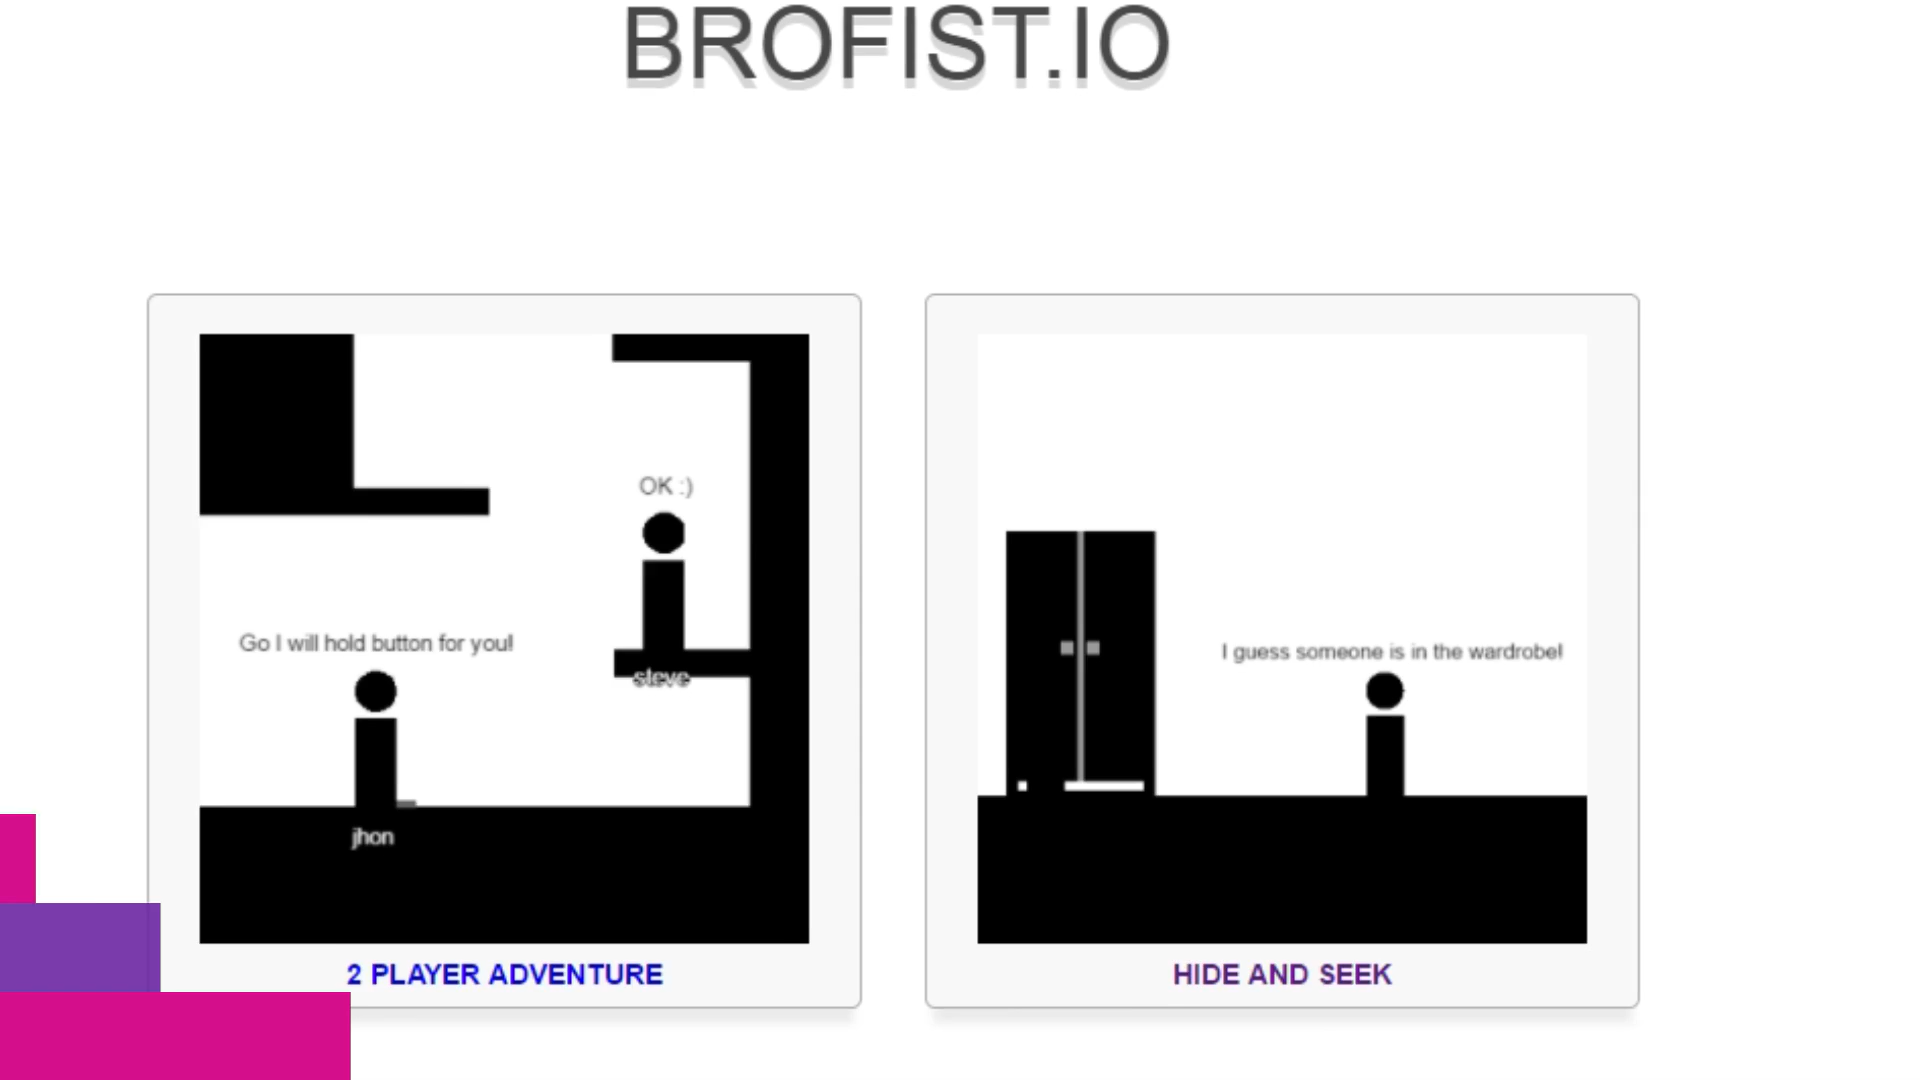 BROFIST.IO
OK :)
Go I will hold button for you!
steve
jhon
2 PLAYER ADVENTURE
I guess someone is in the wardrobe!
HIDE AND SEEK